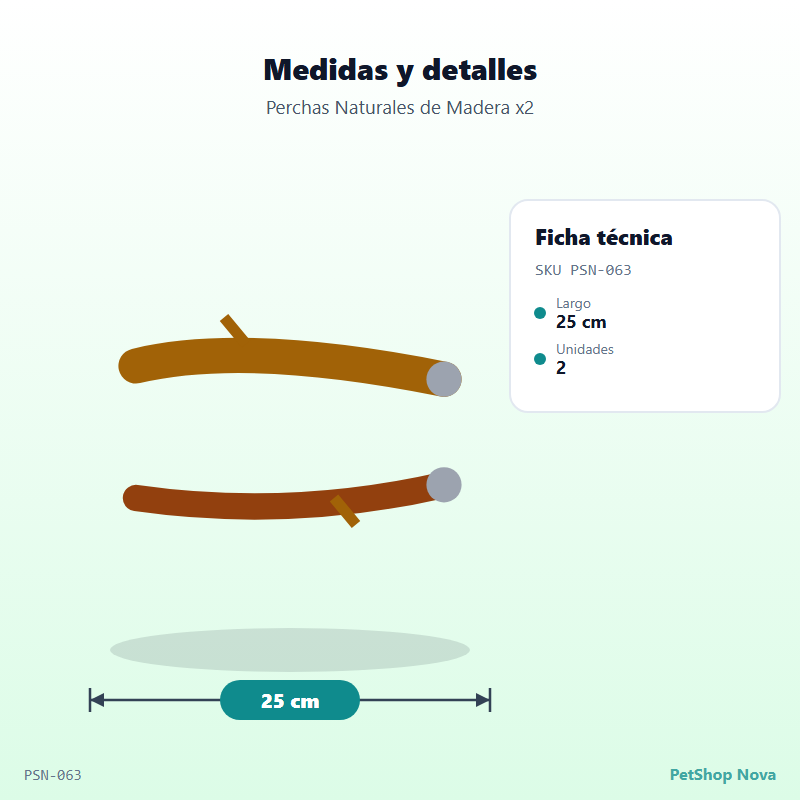 Medidas y detalles
Perchas Naturales de Madera x2
Ficha técnica
SKU PSN-063
Largo
25 cm
Unidades
2
25 cm
PSN-063
PetShop Nova